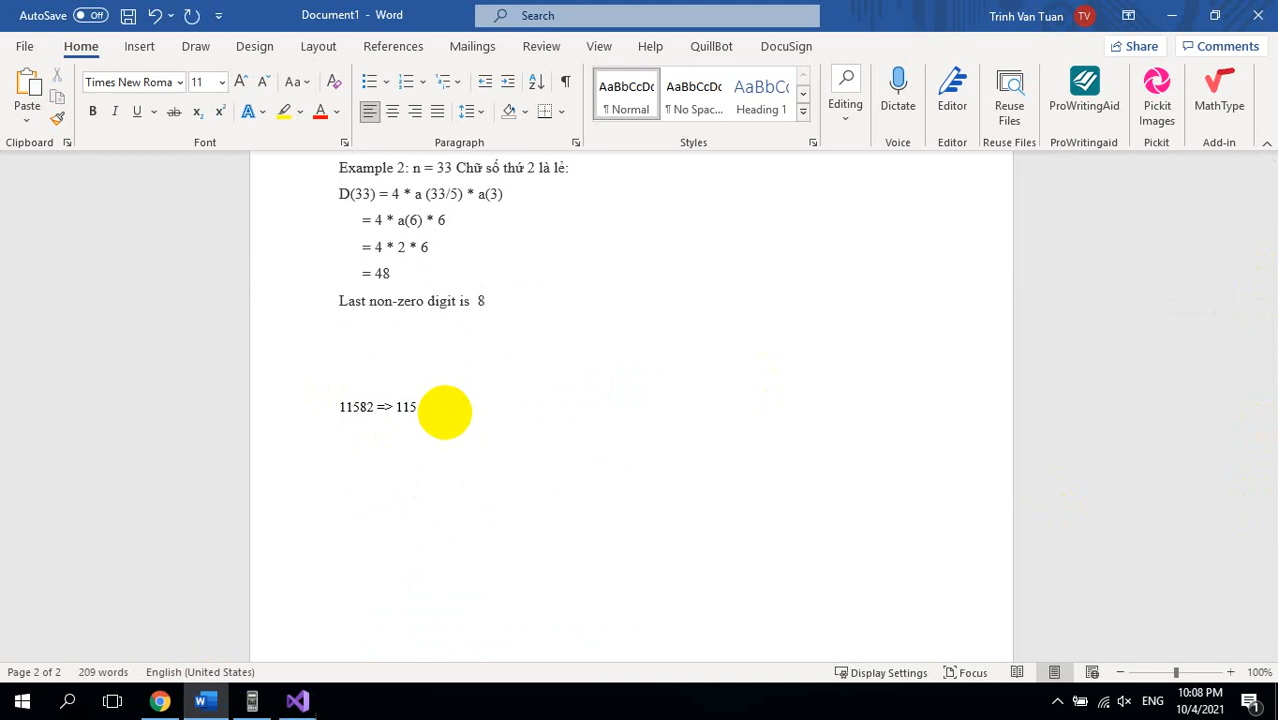 AutoSave Off Document1 - Word Search Trinh Van Tuan TV
File Home Insert Draw Design Layout References Mailings Review View Help QuillBot DocuSign Share Comments
Times New Roma 11 Aa AaBbCcDc AaBbCcDc AaBbCc
Paste B I U ab x₂ x² A A ¶ Normal ¶ No Spac... Heading 1 Editing Dictate Editor Reuse Files ProWritingAid Pickit Images MathType
Clipboard Font Paragraph Styles Voice Editor Reuse Files ProWritingaid Pickit Add-in
Example 2: n = 33 Chữ số thứ 2 là lẻ:
D(33) = 4 * a (33/5) * a(3)
= 4 * a(6) * 6
= 4 * 2 * 6
= 48
Last non-zero digit is 8
11582 => 115
Page 2 of 2 209 words English (United States) Display Settings Focus 100%
ENG 10:08 PM
10/4/2021 1